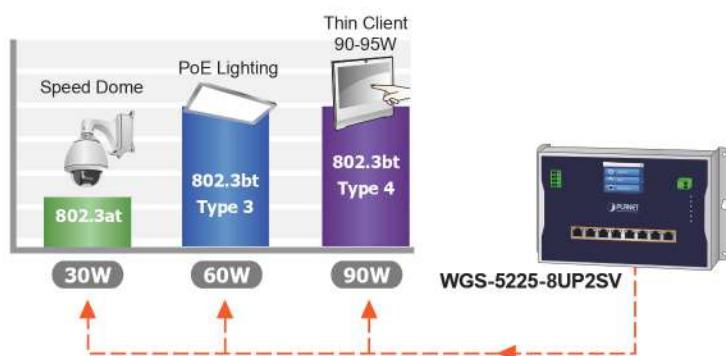 Thin Client
90-95W
PoE Lighting
Speed Dome
802.3at
802.3bt
Type 3
802.3bt
Type 4
PLANET
30W
60W
90W
WGS-5225-8UP2SV